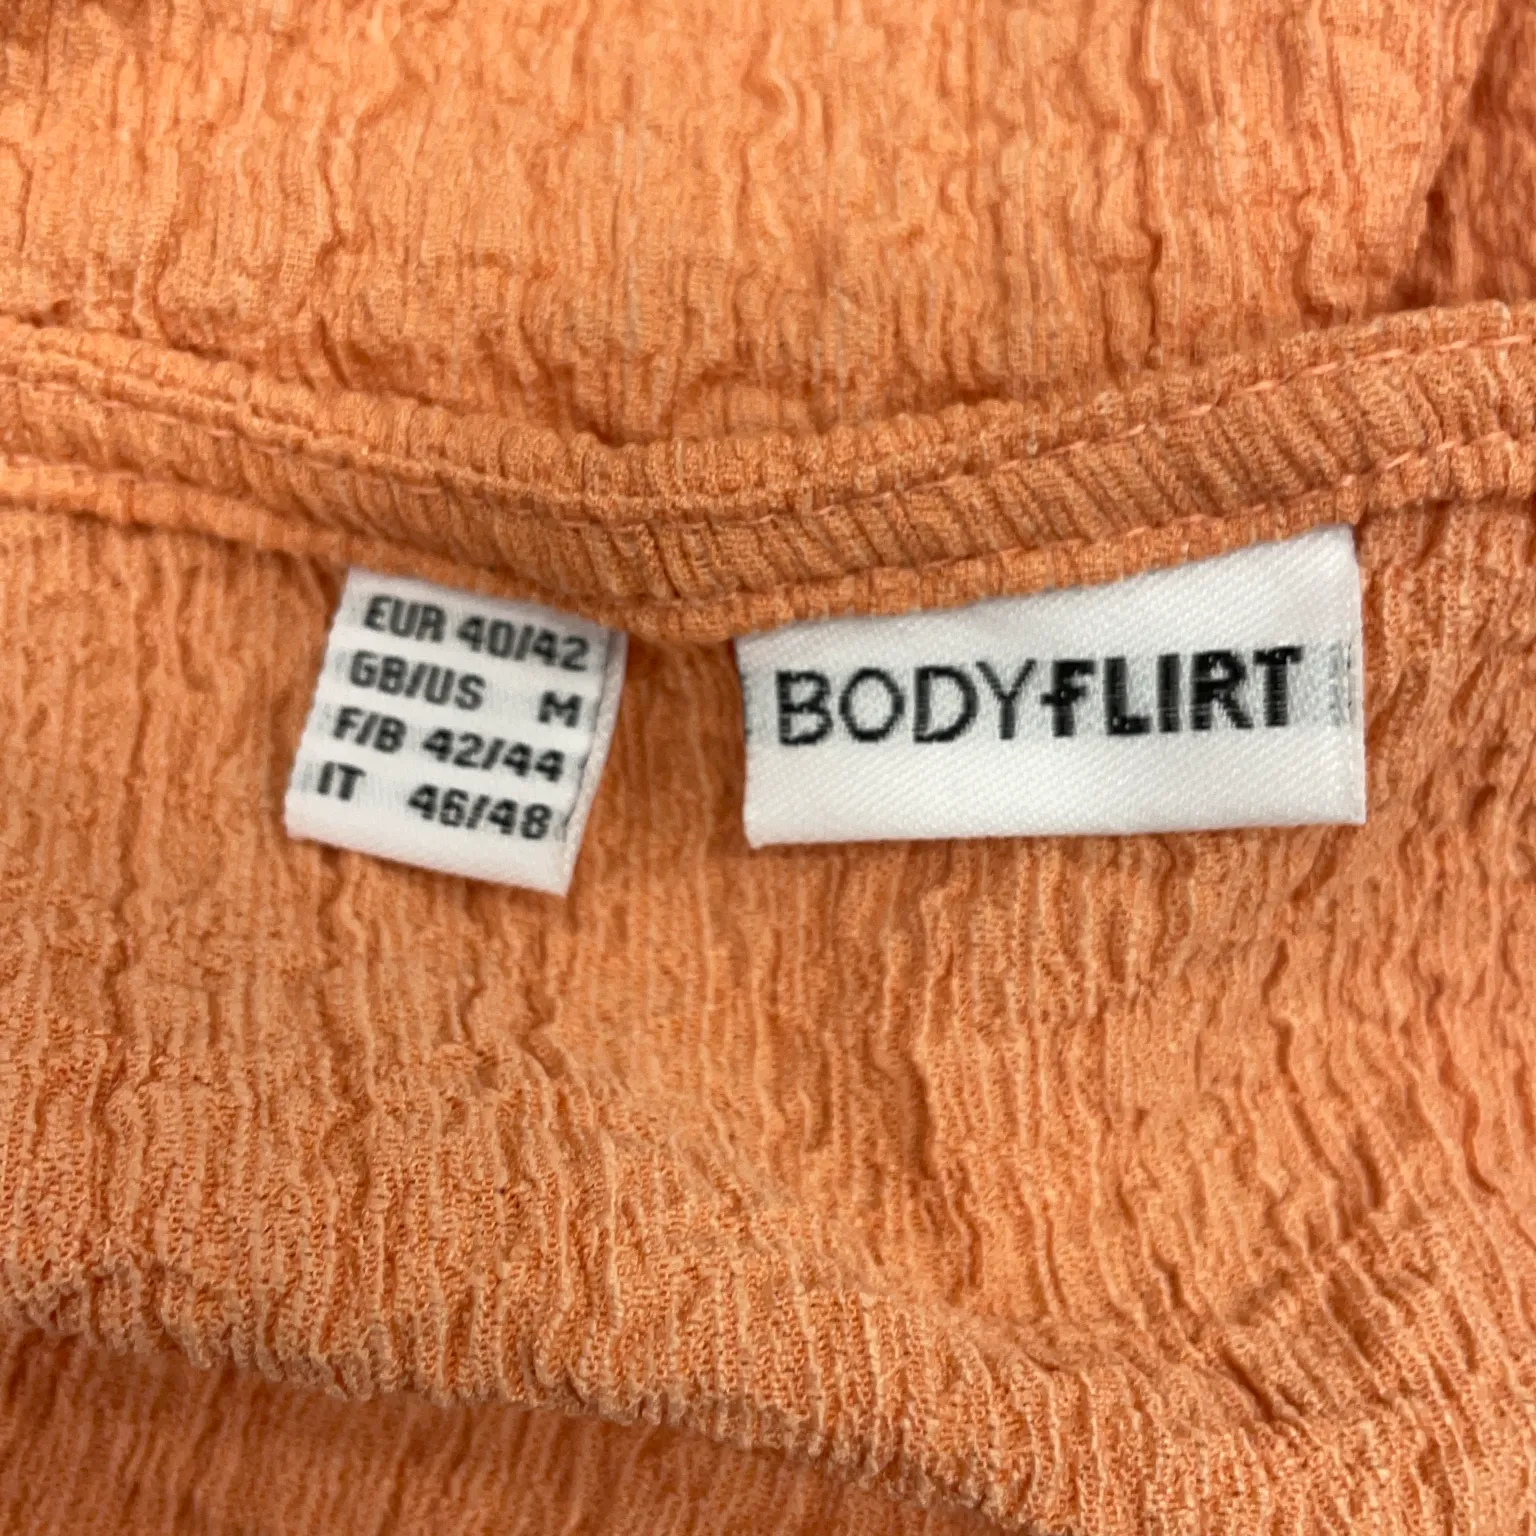 EUR 40/42
GB/US M
F/B 42/44
IT 46/48
BODYFLIRT